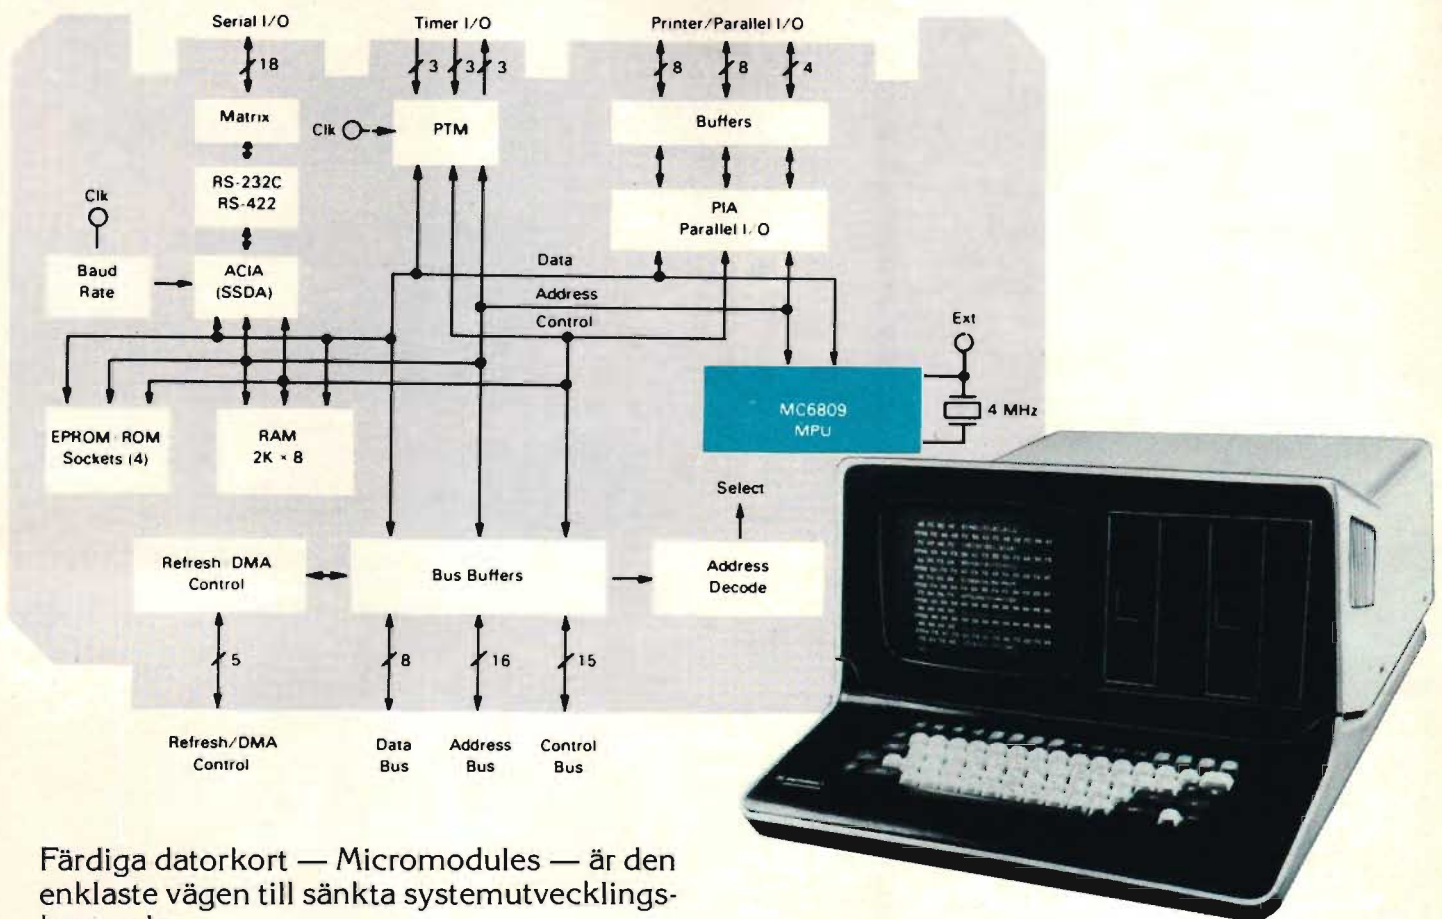 Serial I/O
Timer I/O
Printer/Parallel I/O
18
3
3
3
8
8
4
Matrix
Clk
PTM
Buffers
RS-232C
RS-422
Clk
PIA
Parallel I/O
Baud
Rate
ACIA
(SSDA)
Data
Address
Control
Ext
MC6809
MPU
4 MHz
EPROM ROM
Sockets (4)
RAM
2K × 8
Select
Refresh DMA
Control
Bus Buffers
Address
Decode
5
8
16
15
Refresh/DMA
Control
Data
Bus
Address
Bus
Control
Bus
Färdiga datorkort — Micromodules — är den
enklaste vägen till sänkta systemutvecklings-